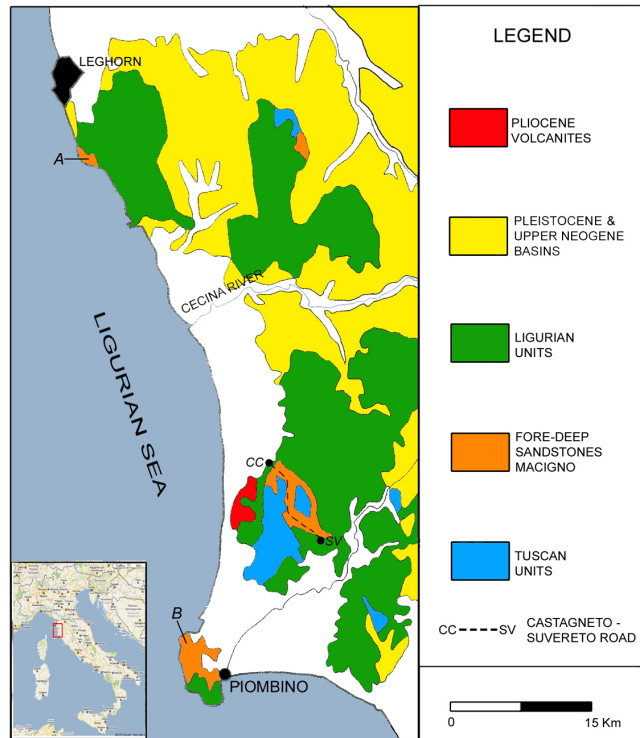 LEGHORN
A
CECINA RIVER
LIGURIAN SEA
CC
SV
B
PIOMBINO
LEGEND
PLIOCENE
VOLCANITES
PLEISTOCENE &
UPPER NEOGENE
BASINS
LIGURIAN
UNITS
FORE-DEEP
SANDSTONES
MACIGNO
TUSCAN
UNITS
CC SV CASTAGNETO -
SUVERETO ROAD
0 15 KM